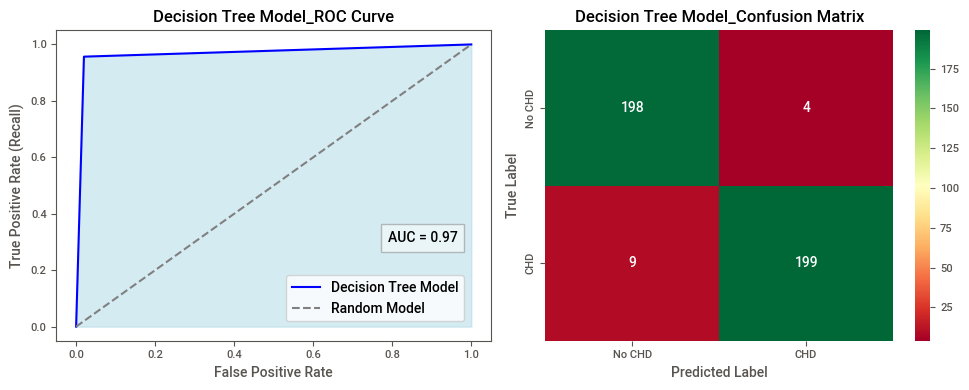 Decision Tree Model_ROC Curve
True Positive Rate (Recall)
1.0
0.8
0.6
0.4
0.2
0.0
AUC = 0.97
Decision Tree Model
Random Model
0.0 0.2 0.4 0.6 0.8 1.0
False Positive Rate
Decision Tree Model_Confusion Matrix
True Label
No CHD
CHD
198 4
9 199
No CHD CHD
Predicted Label
175
150
125
100
75
50
25